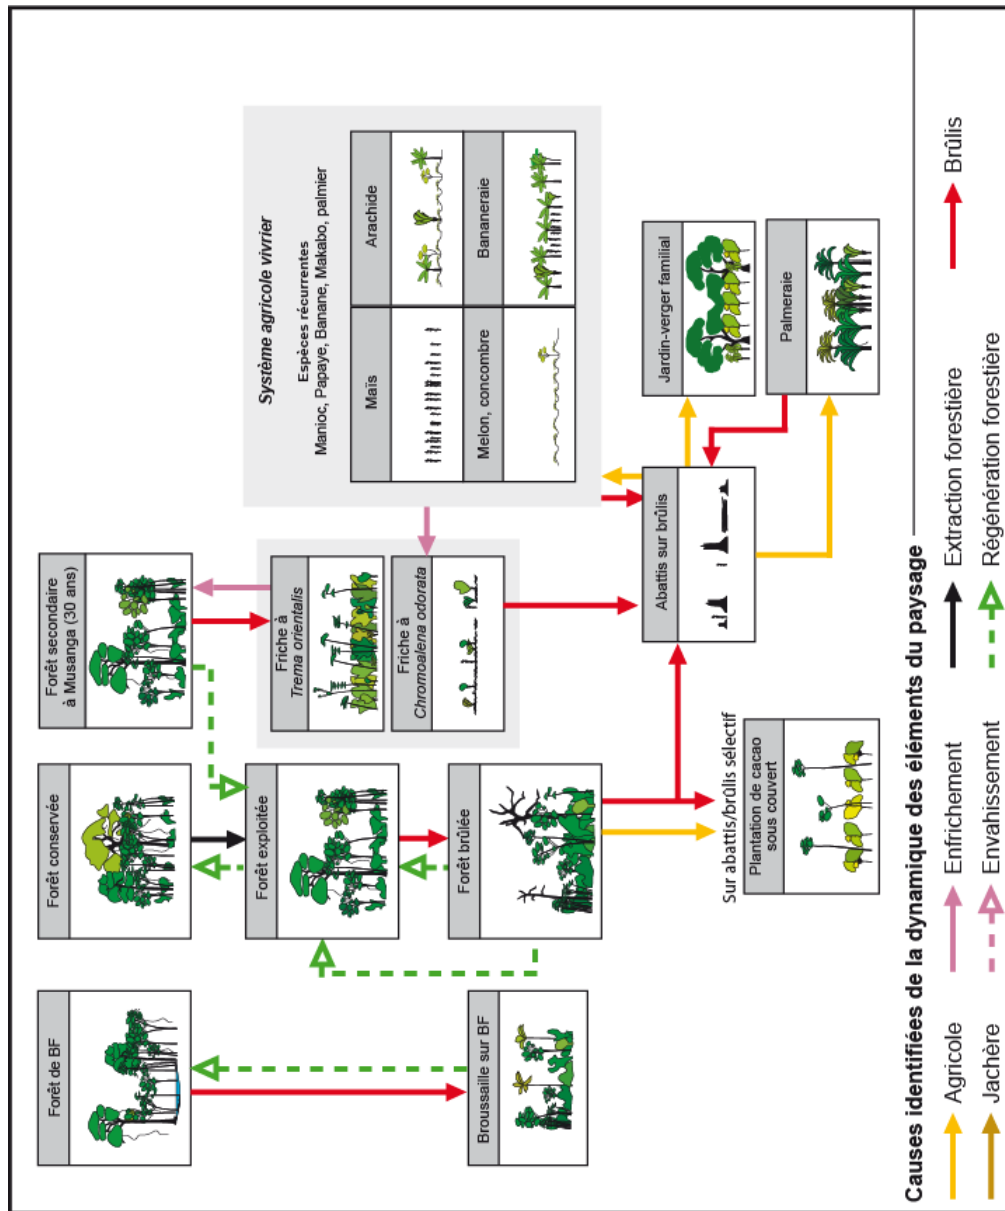 Forêt de BF
Forêt conservée
Forêt secondaire
à Musanga (30 ans)
Système agricole vivrier
Espèces récurrentes
Manioc, Papaye, Banane, Makabo, palmier
Maïs
Arachide
Melon, concombre
Bananeraie
Forêt exploitée
Friche à
Trema orientalis
Friche à
Chromoalena odorata
Broussaille sur BF
Forêt brûlée
Abattis sur brûlis
Jardin-verger familial
Palmeraie
Sur abattis/brûlis sélectif
Plantation de cacao
sous couvert
Causes identifiées de la dynamique des éléments du paysage
Agricole
Enfrichement
Extraction forestière
Brûlis
Jachère
Envahissement
Régénération forestière